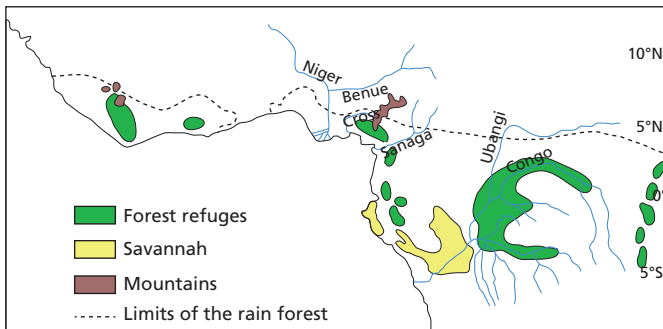 10°N
Niger
Benue
Cross
5°N
Sanaga
Ubangi
Congo
0°
Forest refuges
Savannah
Mountains
5°S
Limits of the rain forest